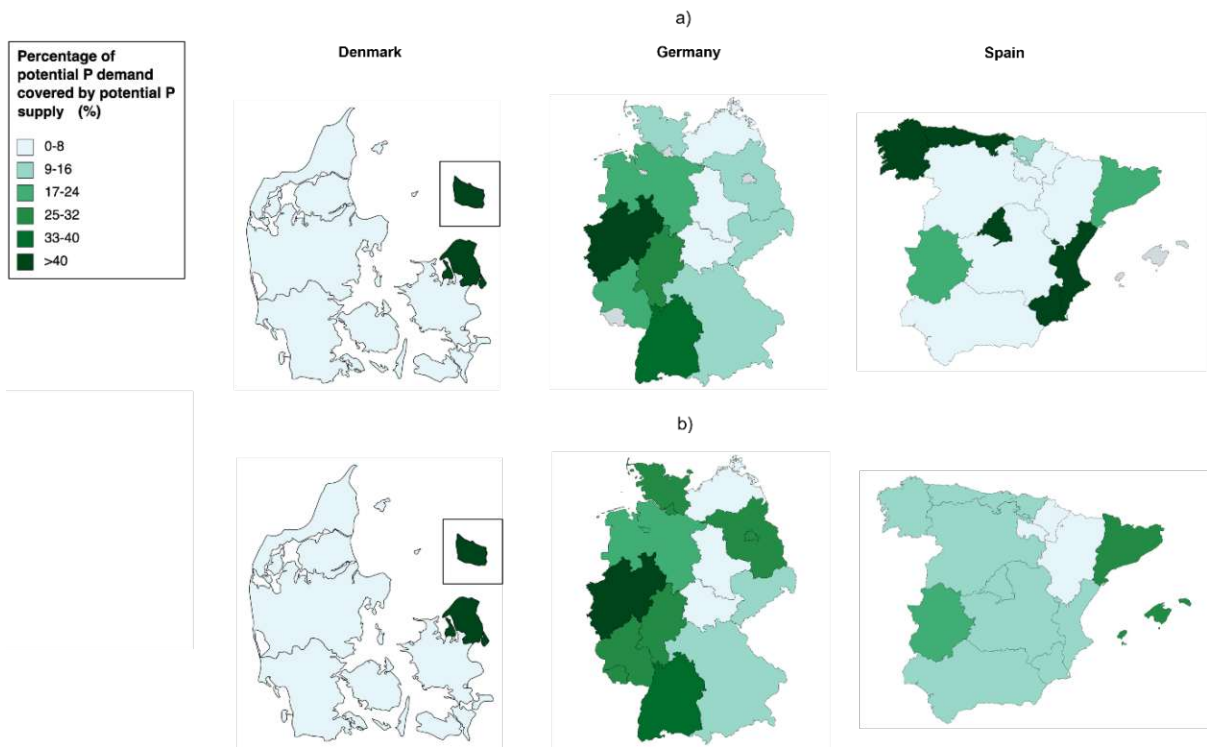 a)
Denmark
Germany
Spain
Percentage of
potential P demand
covered by potential P
supply (%)
0-8
9-16
17-24
25-32
33-40
>40
b)